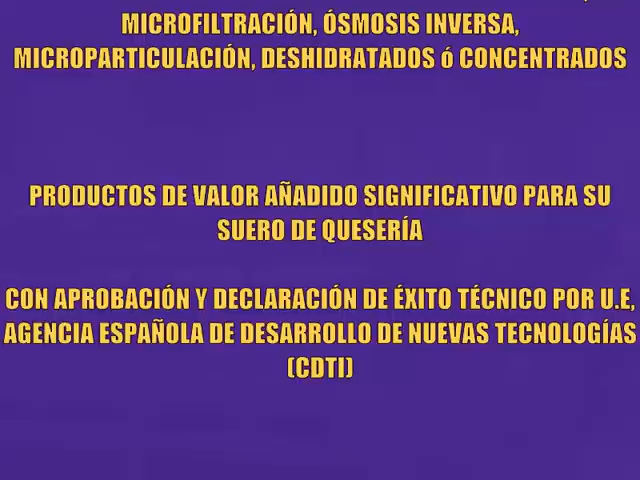 MICROFILTRACIÓN, ÓSMOSIS INVERSA,
MICROPARTICULACIÓN, DESHIDRATADOS ó CONCENTRADOS
PRODUCTOS DE VALOR AÑADIDO SIGNIFICATIVO PARA SU
SUERO DE QUESERÍA
CON APROBACIÓN Y DECLARACIÓN DE ÉXITO TÉCNICO POR U.E,
AGENCIA ESPAÑOLA DE DESARROLLO DE NUEVAS TECNOLOGÍAS
(CDTI)